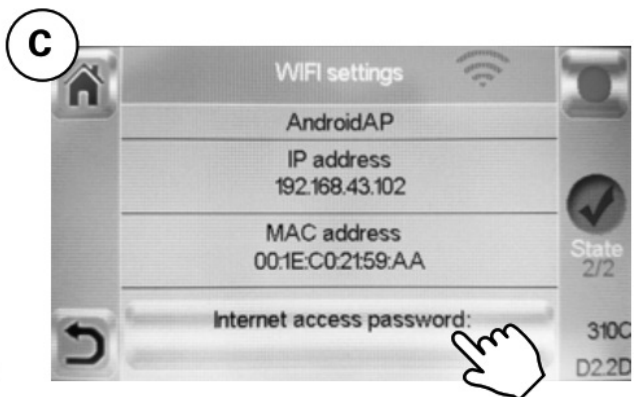 C
WIFI settings
AndroidAP
IP address
192.168.43.102
MAC address
00:1E:C0:21:59:AA
Internet access password:
State
2/2
310C
D2.2D